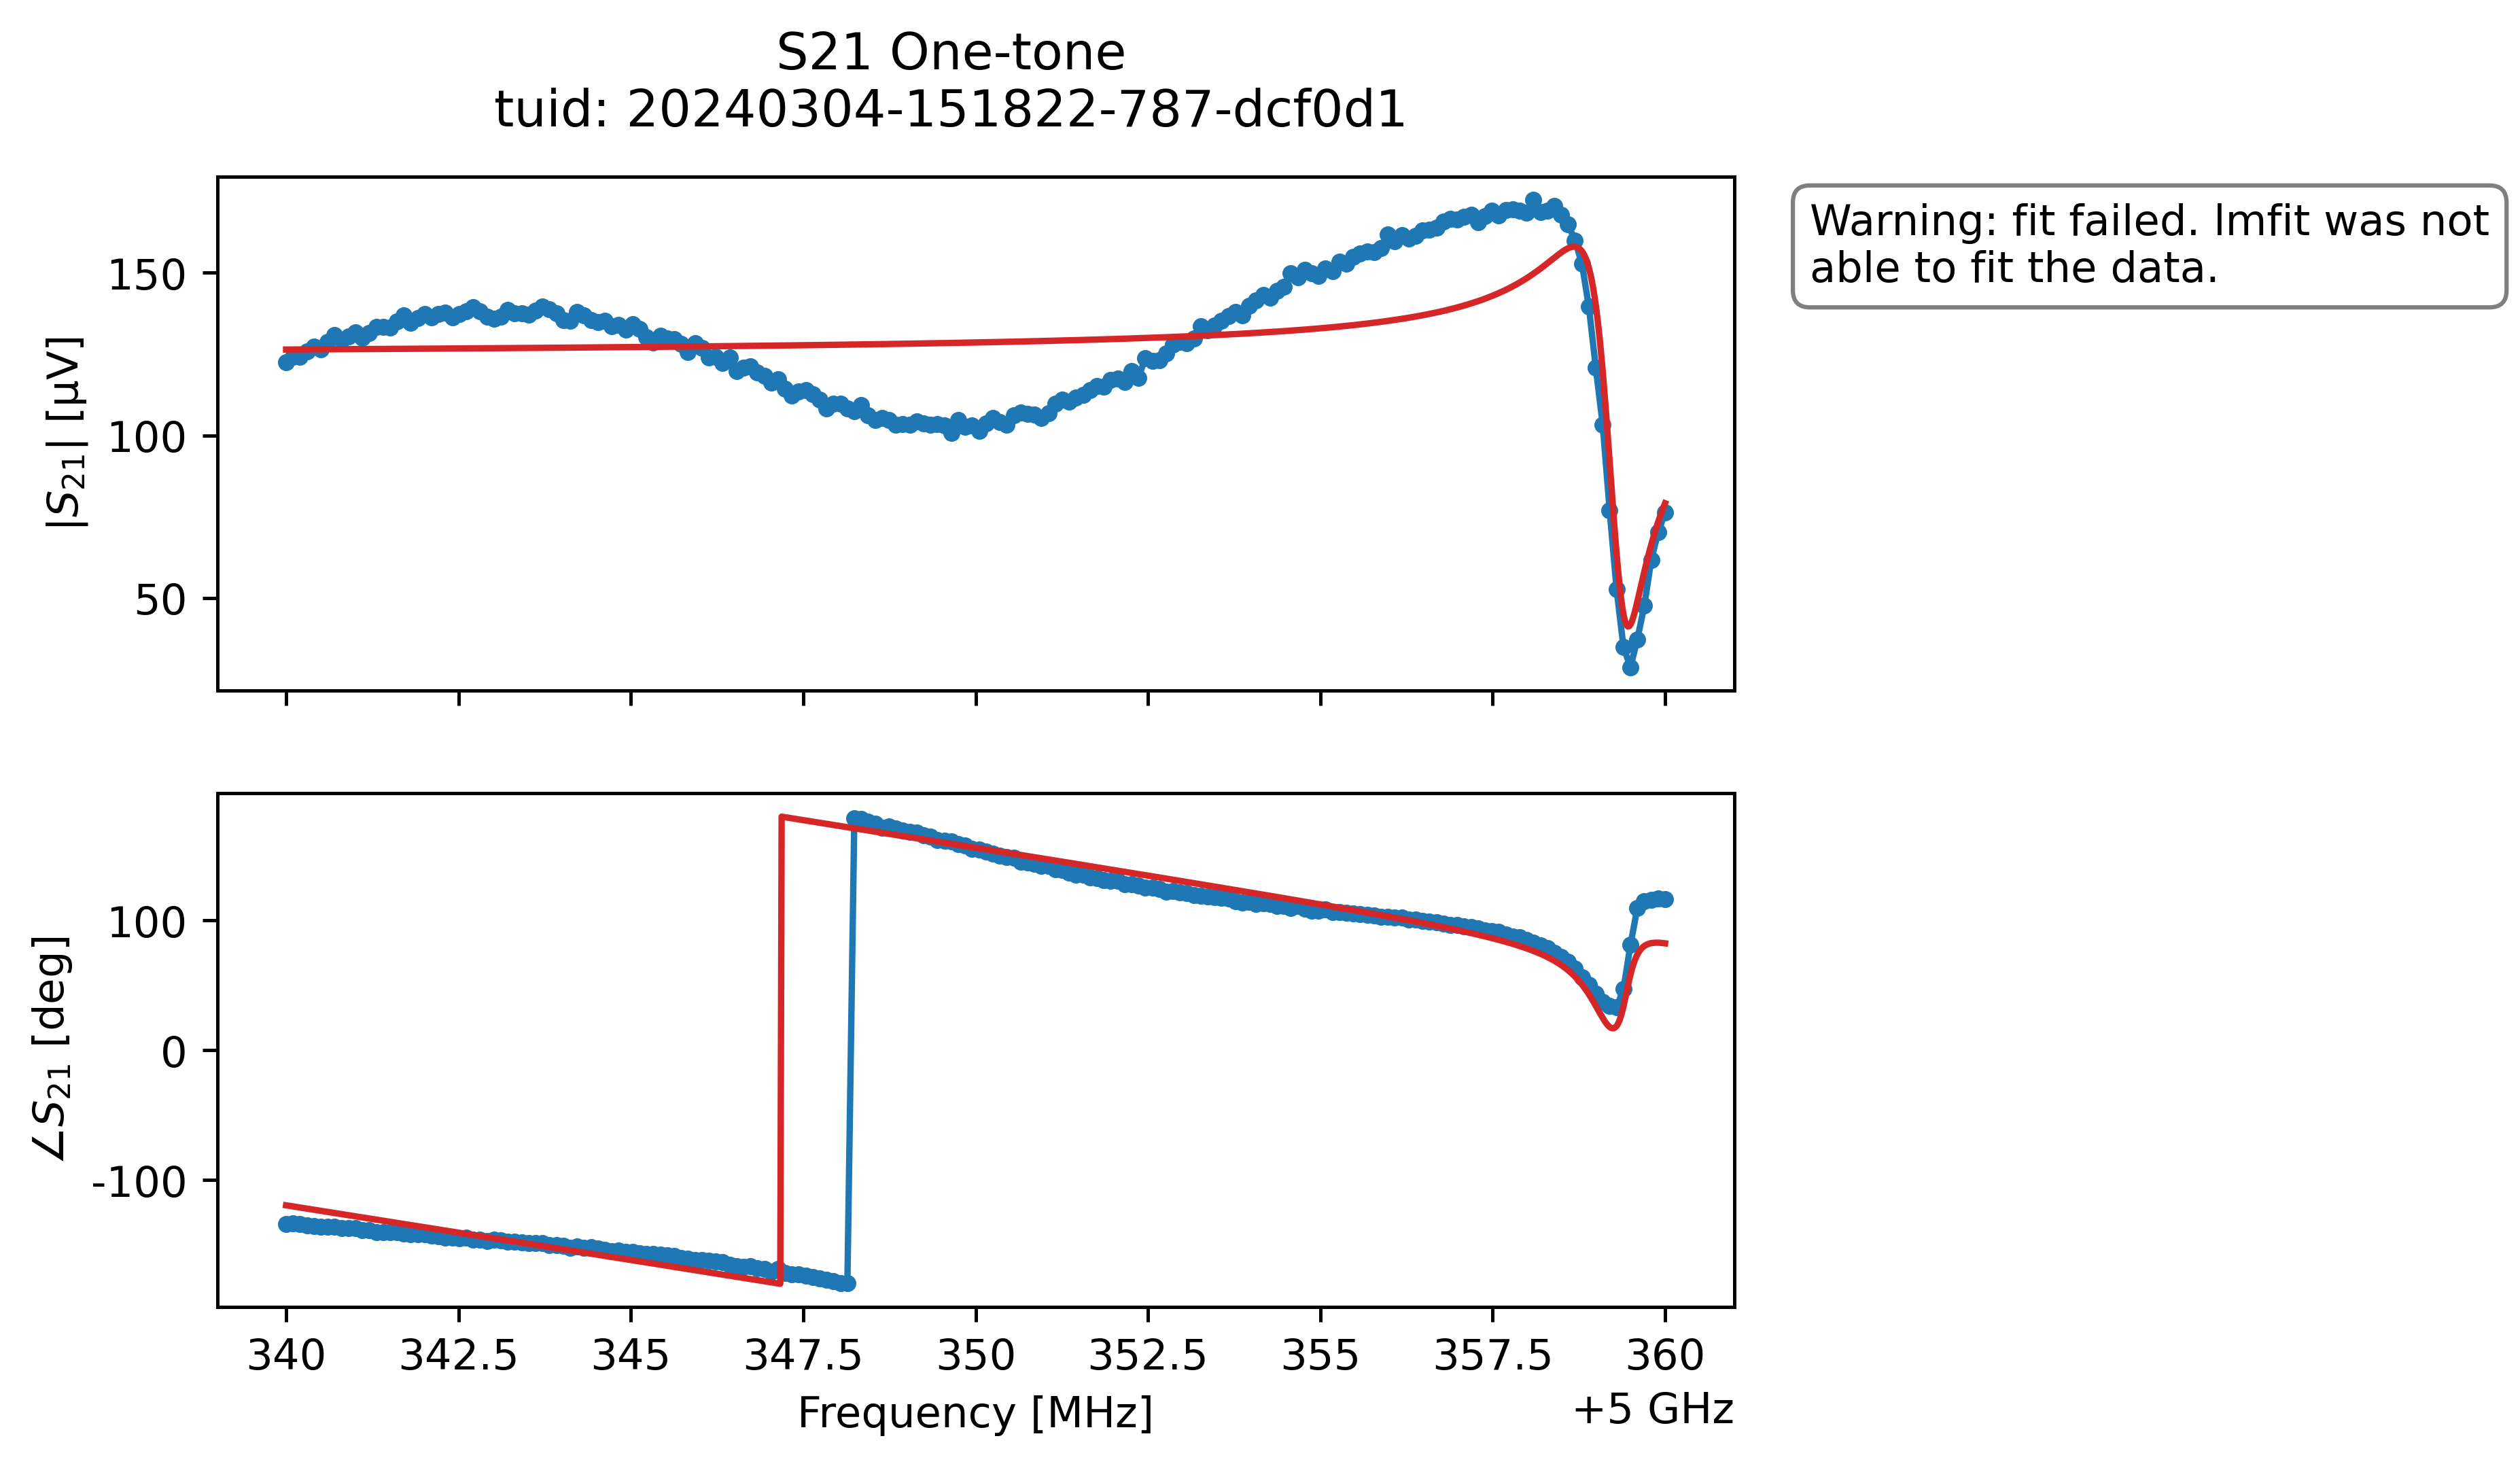 S21 One-tone
tuid: 20240304-151822-787-dcf0d1
Warning: fit failed. lmfit was not
able to fit the data.
|S₂₁| [µV]
150
100
50
∠S₂₁ [deg]
100
0
-100
340 342.5 345 347.5 350 352.5 355 357.5 360
Frequency [MHz]
+5 GHz